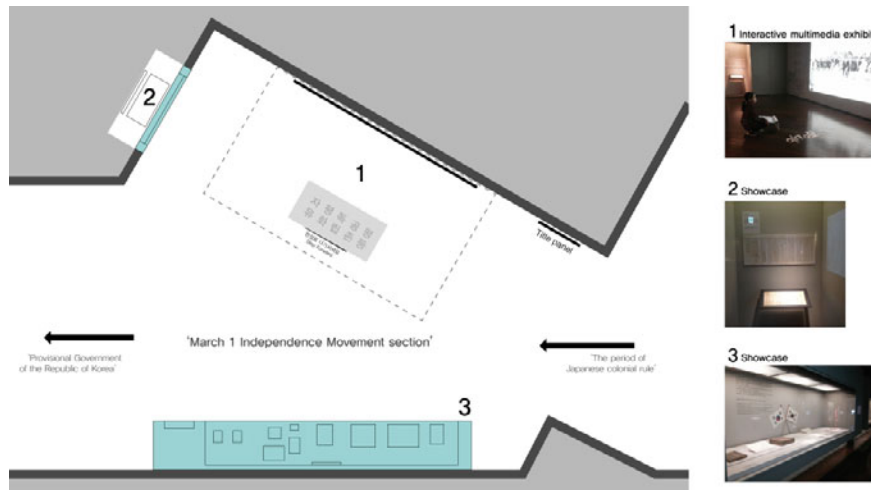 2
1
Title panel
'March 1 Independence Movement section'
'Provisional Government
of the Republic of Korea'
'The period of
Japanese colonial rule'
3
1 Interactive multimedia exhibi
2 Showcase
3 Showcase